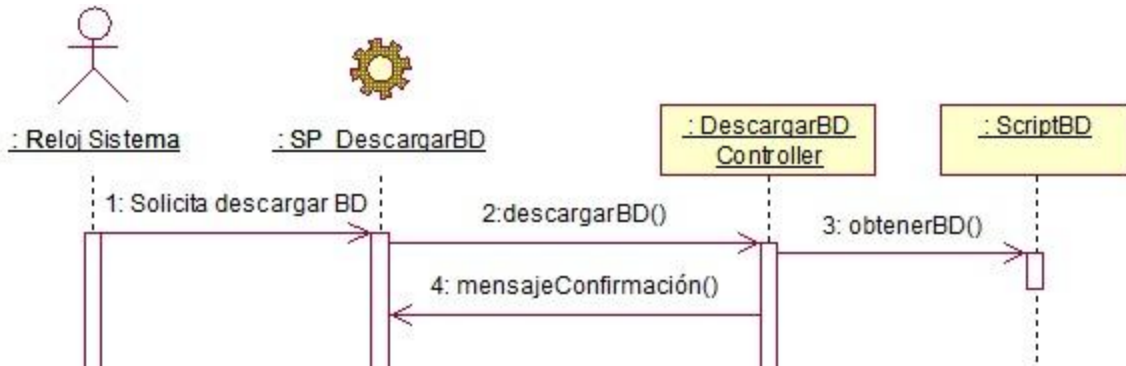 : Reloj Sistema
: SP_DescargarBD
: DescargarBD
Controller
: ScriptBD
1: Solicita descargar BD
2:descargarBD()
3: obtenerBD()
4: mensajeConfirmación()